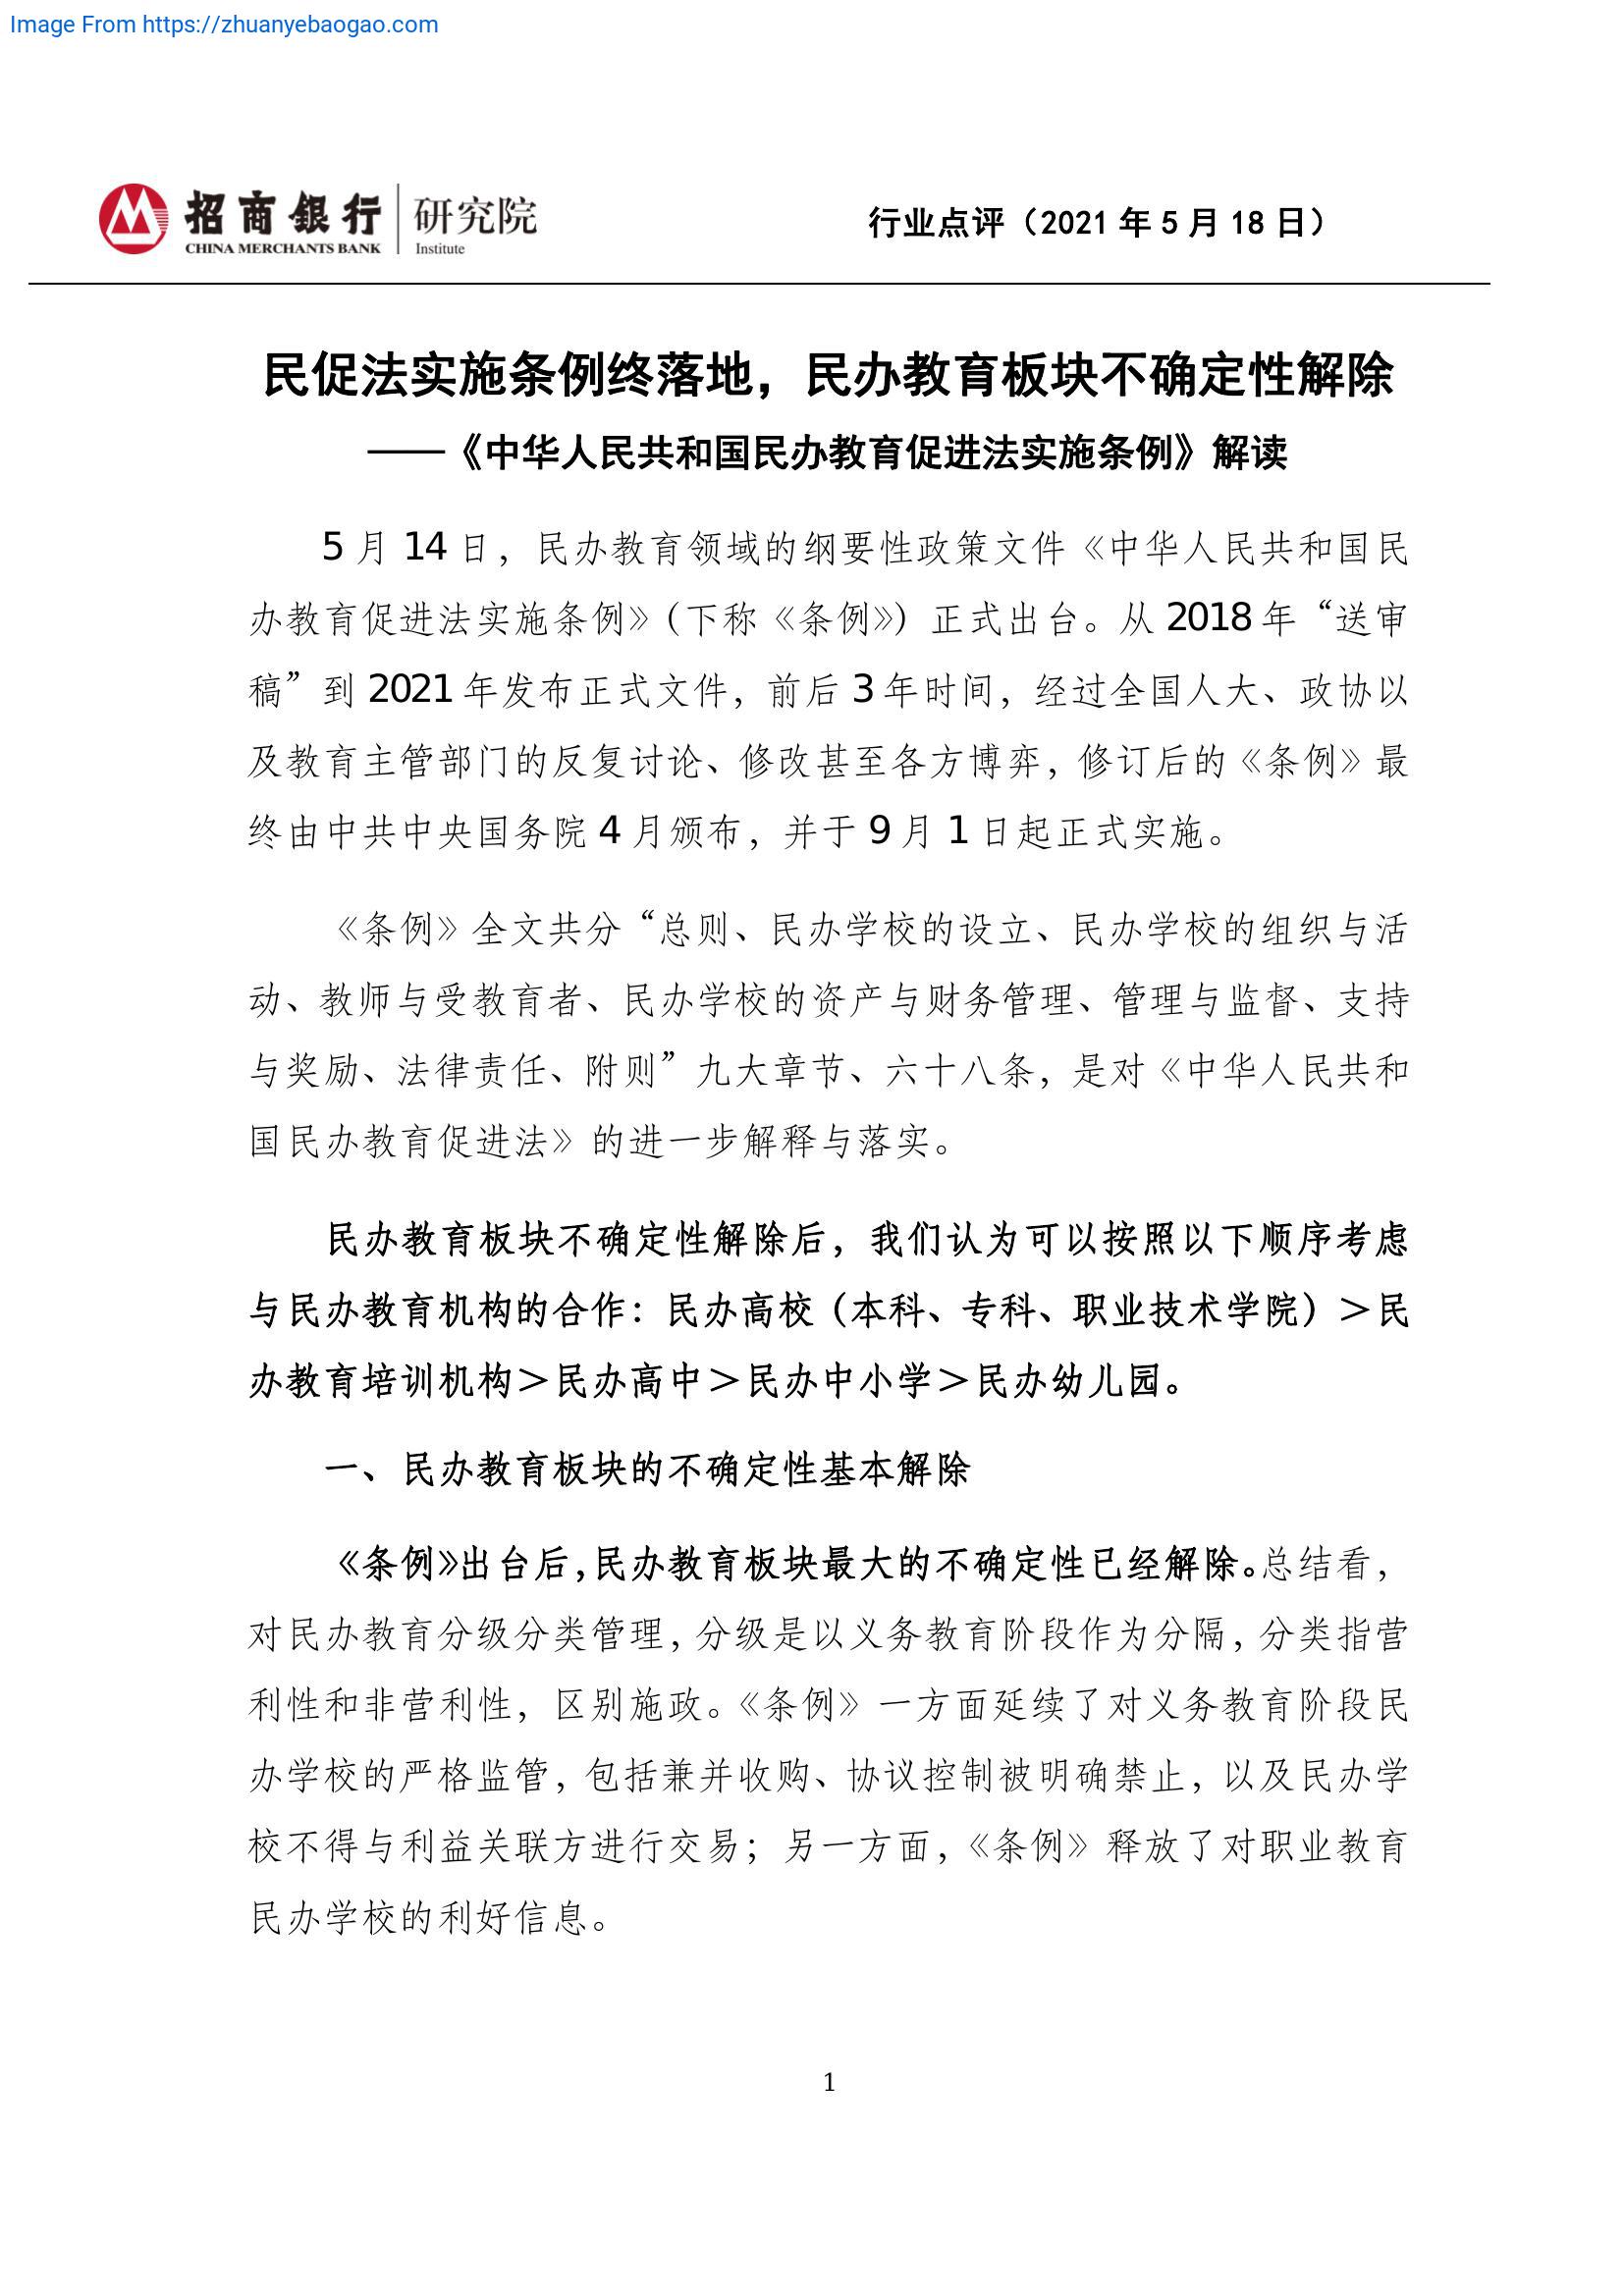 Image From https://zhuanyebaogao.com
招商銀行 研究院
CHINA MERCHANTS BANK Institute
行业点评（2021 年 5 月 18 日）
民促法实施条例终落地，民办教育板块不确定性解除
——《中华人民共和国民办教育促进法实施条例》解读
5 月 14 日，民办教育领域的纲要性政策文件《中华人民共和国民
办教育促进法实施条例》（下称《条例》）正式出台。从 2018 年“送审
稿”到 2021 年发布正式文件，前后 3 年时间，经过全国人大、政协以
及教育主管部门的反复讨论、修改甚至各方博弈，修订后的《条例》最
终由中共中央国务院 4 月颁布，并于 9 月 1 日起正式实施。
《条例》全文共分“总则、民办学校的设立、民办学校的组织与活
动、教师与受教育者、民办学校的资产与财务管理、管理与监督、支持
与奖励、法律责任、附则”九大章节、六十八条，是对《中华人民共和
国民办教育促进法》的进一步解释与落实。
民办教育板块不确定性解除后，我们认为可以按照以下顺序考虑
与民办教育机构的合作：民办高校（本科、专科、职业技术学院）＞民
办教育培训机构＞民办高中＞民办中小学＞民办幼儿园。
一、民办教育板块的不确定性基本解除
《条例》出台后，民办教育板块最大的不确定性已经解除。总结看，
对民办教育分级分类管理，分级是以义务教育阶段作为分隔，分类指营
利性和非营利性，区别施政。《条例》一方面延续了对义务教育阶段民
办学校的严格监管，包括兼并收购、协议控制被明确禁止，以及民办学
校不得与利益关联方进行交易；另一方面，《条例》释放了对职业教育
民办学校的利好信息。
1